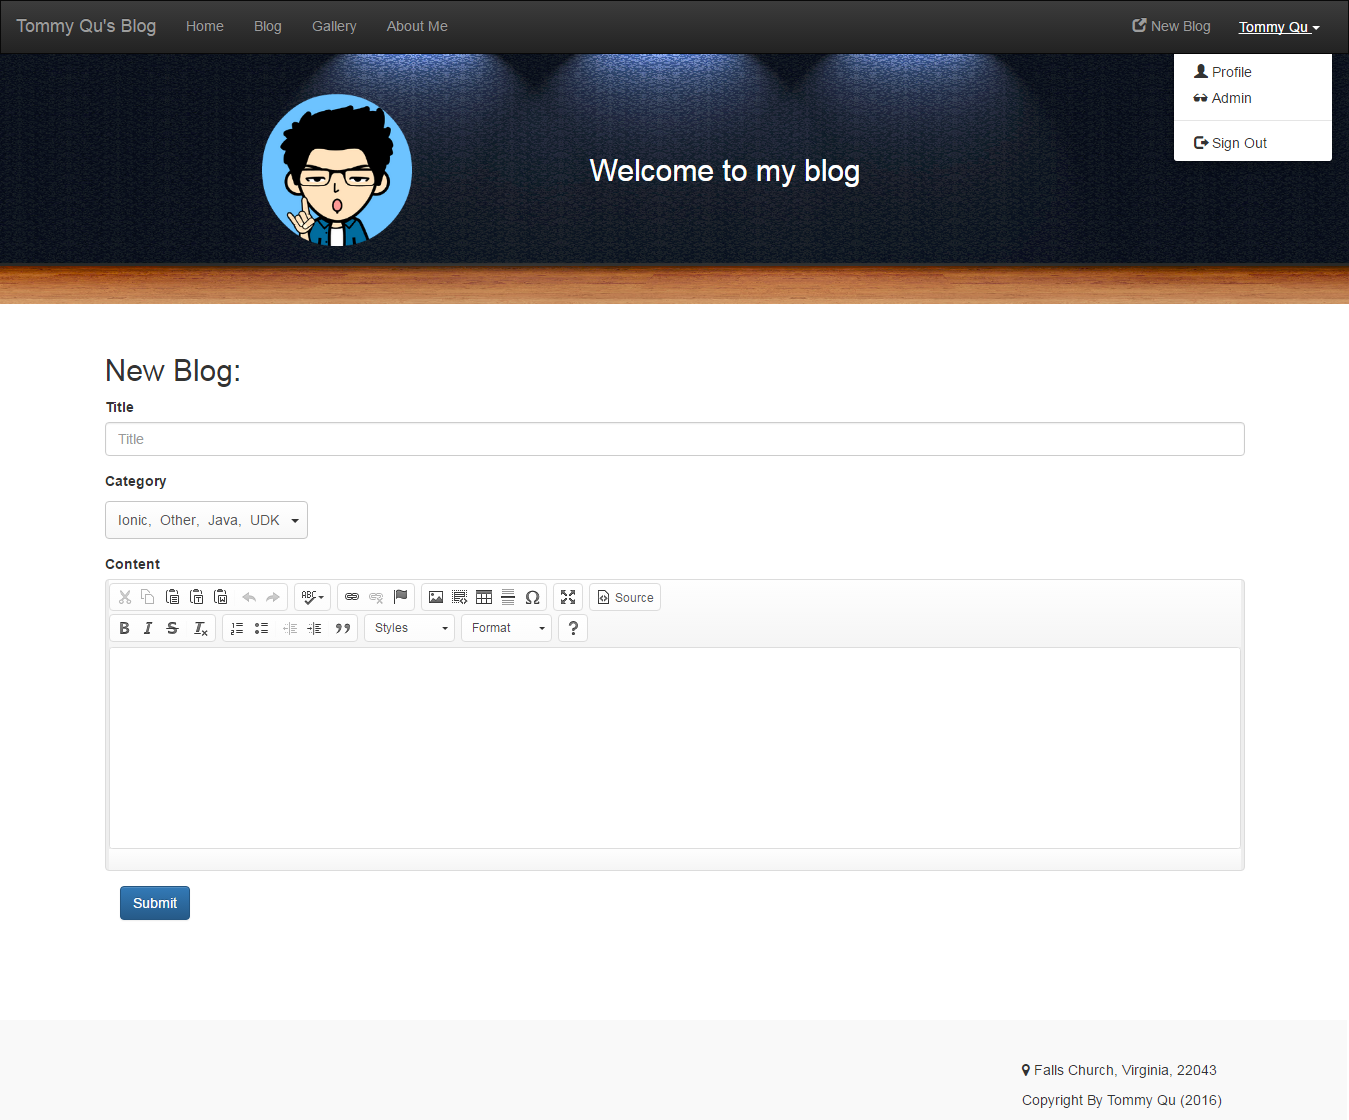 Tommy Qu's Blog Home Blog Gallery About Me New Blog Tommy Qu
Profile
Admin
Sign Out
Welcome to my blog
New Blog:
Title
Title
Category
Ionic, Other, Java, UDK
Content
ABC Source
B I S Ix Styles Format ?
Submit
Falls Church, Virginia, 22043
Copyright By Tommy Qu (2016)